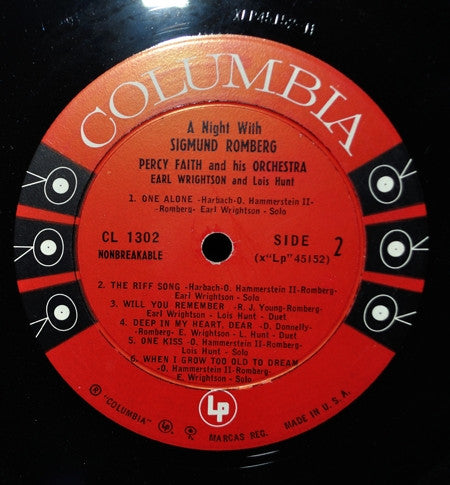 COLUMBIA
A Night With
SIGMUND ROMBERG
PERCY FAITH and his ORCHESTRA
EARL WRIGHTSON and Lois Hunt
1. ONE ALONE -Harbach-O. Hammerstein II-
-Romberg- Earl Wrightson - Solo
CL 1302
NONBREAKABLE
SIDE 2
(x"Lp" 45152)
2. THE RIFF SONG -Harbach-O. Hammerstein II-Romberg-
Earl Wrightson - Solo
3. WILL YOU REMEMBER -R. J. Young-Romberg-
Earl Wrightson - Lois Hunt - Duet
4. DEEP IN MY HEART, DEAR -D. Donnelly-
-Romberg- E. Wrightson - L. Hunt - Duet
5. ONE KISS -O. Hammerstein II-Romberg-
Lois Hunt - Solo
6. WHEN I GROW TOO OLD TO DREAM
-O. Hammerstein II-Romberg-
E. Wrightson - Solo
Lp
® "COLUMBIA" Lp MARCAS REG. MADE IN U.S.A.